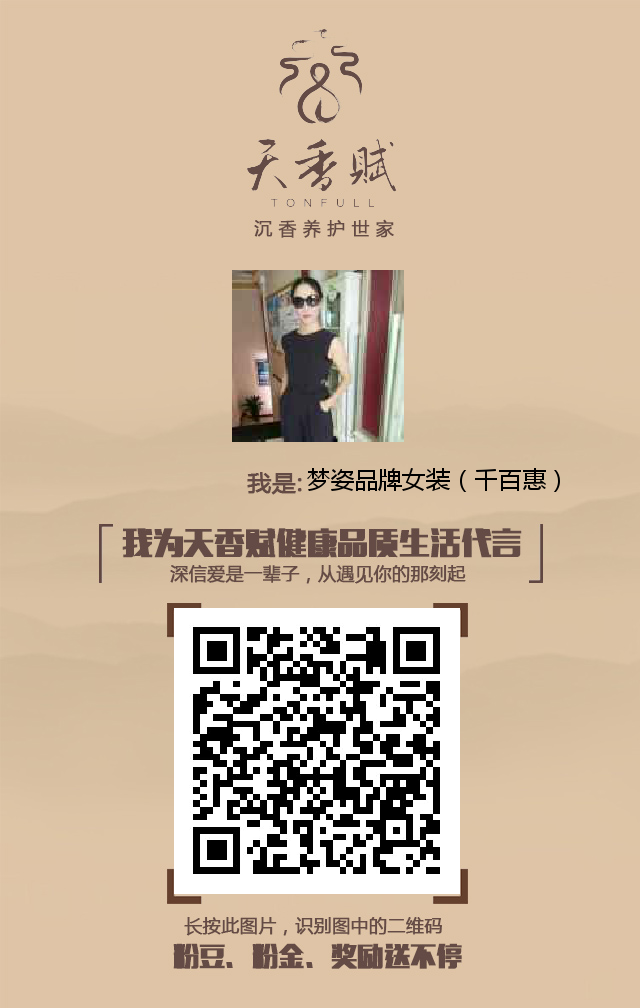 天香赋
TONFULL
沉香养护世家
我是:梦姿品牌女装（千百惠）
我为天香赋健康品质生活代言
深信爱是一辈子，从遇见你的那刻起
长按此图片，识别图中的二维码
粉豆、粉金、奖励送不停